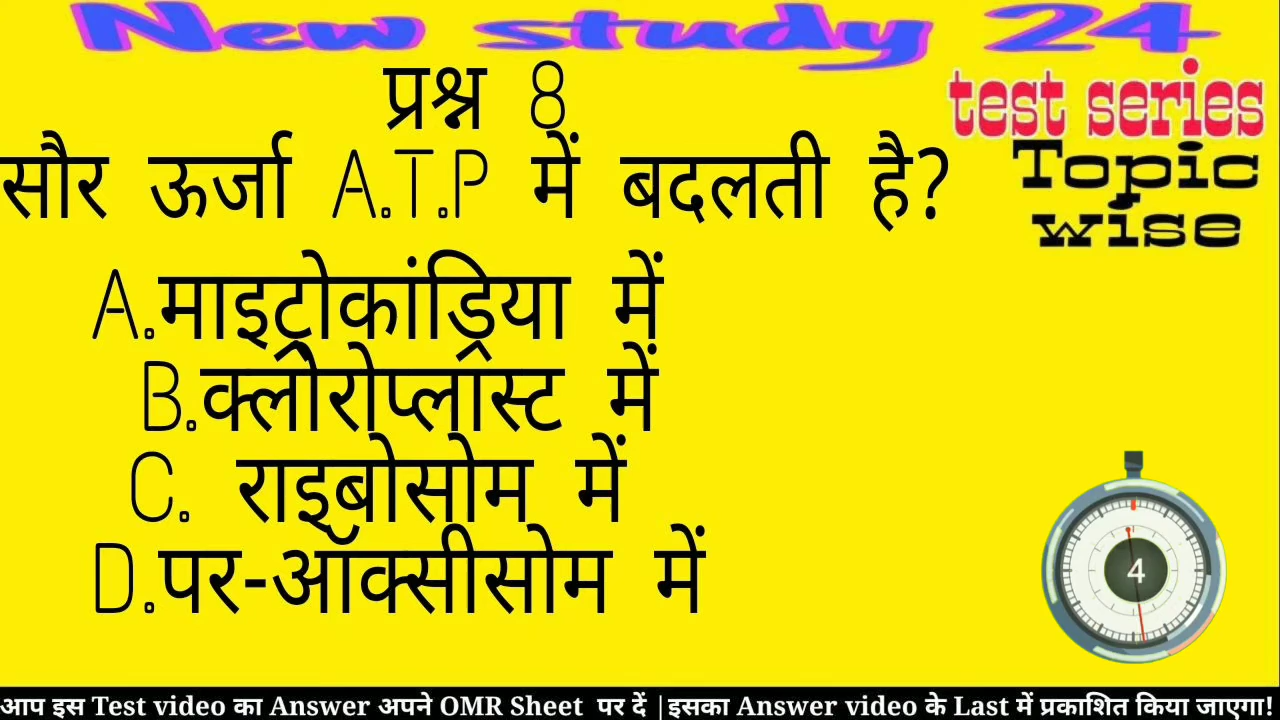 New study 24
प्रश्न 8
test series
Topic
wise
सौर ऊर्जा A.T.P में बदलती है?
A.माइट्रोकांड्रिया में
B.क्लोरोप्लास्ट में
C. राइबोसोम में
D.पर-ऑक्सीसोम में
4
आप इस Test video का Answer अपने OMR Sheet पर दें |इसका Answer video के Last में प्रकाशित किया जाएगा!